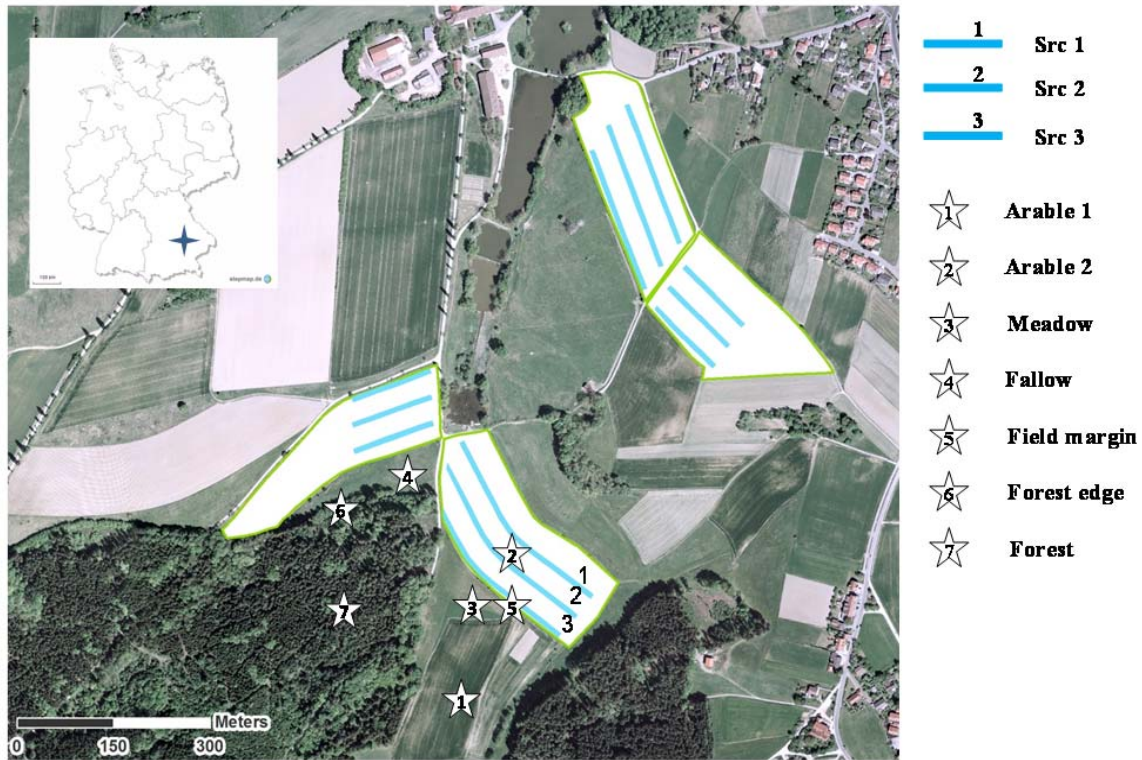 stepmap.de
1
Src 1
2
Src 2
3
Src 3
1 Arable 1
2 Arable 2
3 Meadow
4 Fallow
5 Field margin
6 Forest edge
7 Forest
4
6
2
1
2
3
5
3
7
1
Meters
0 150 300